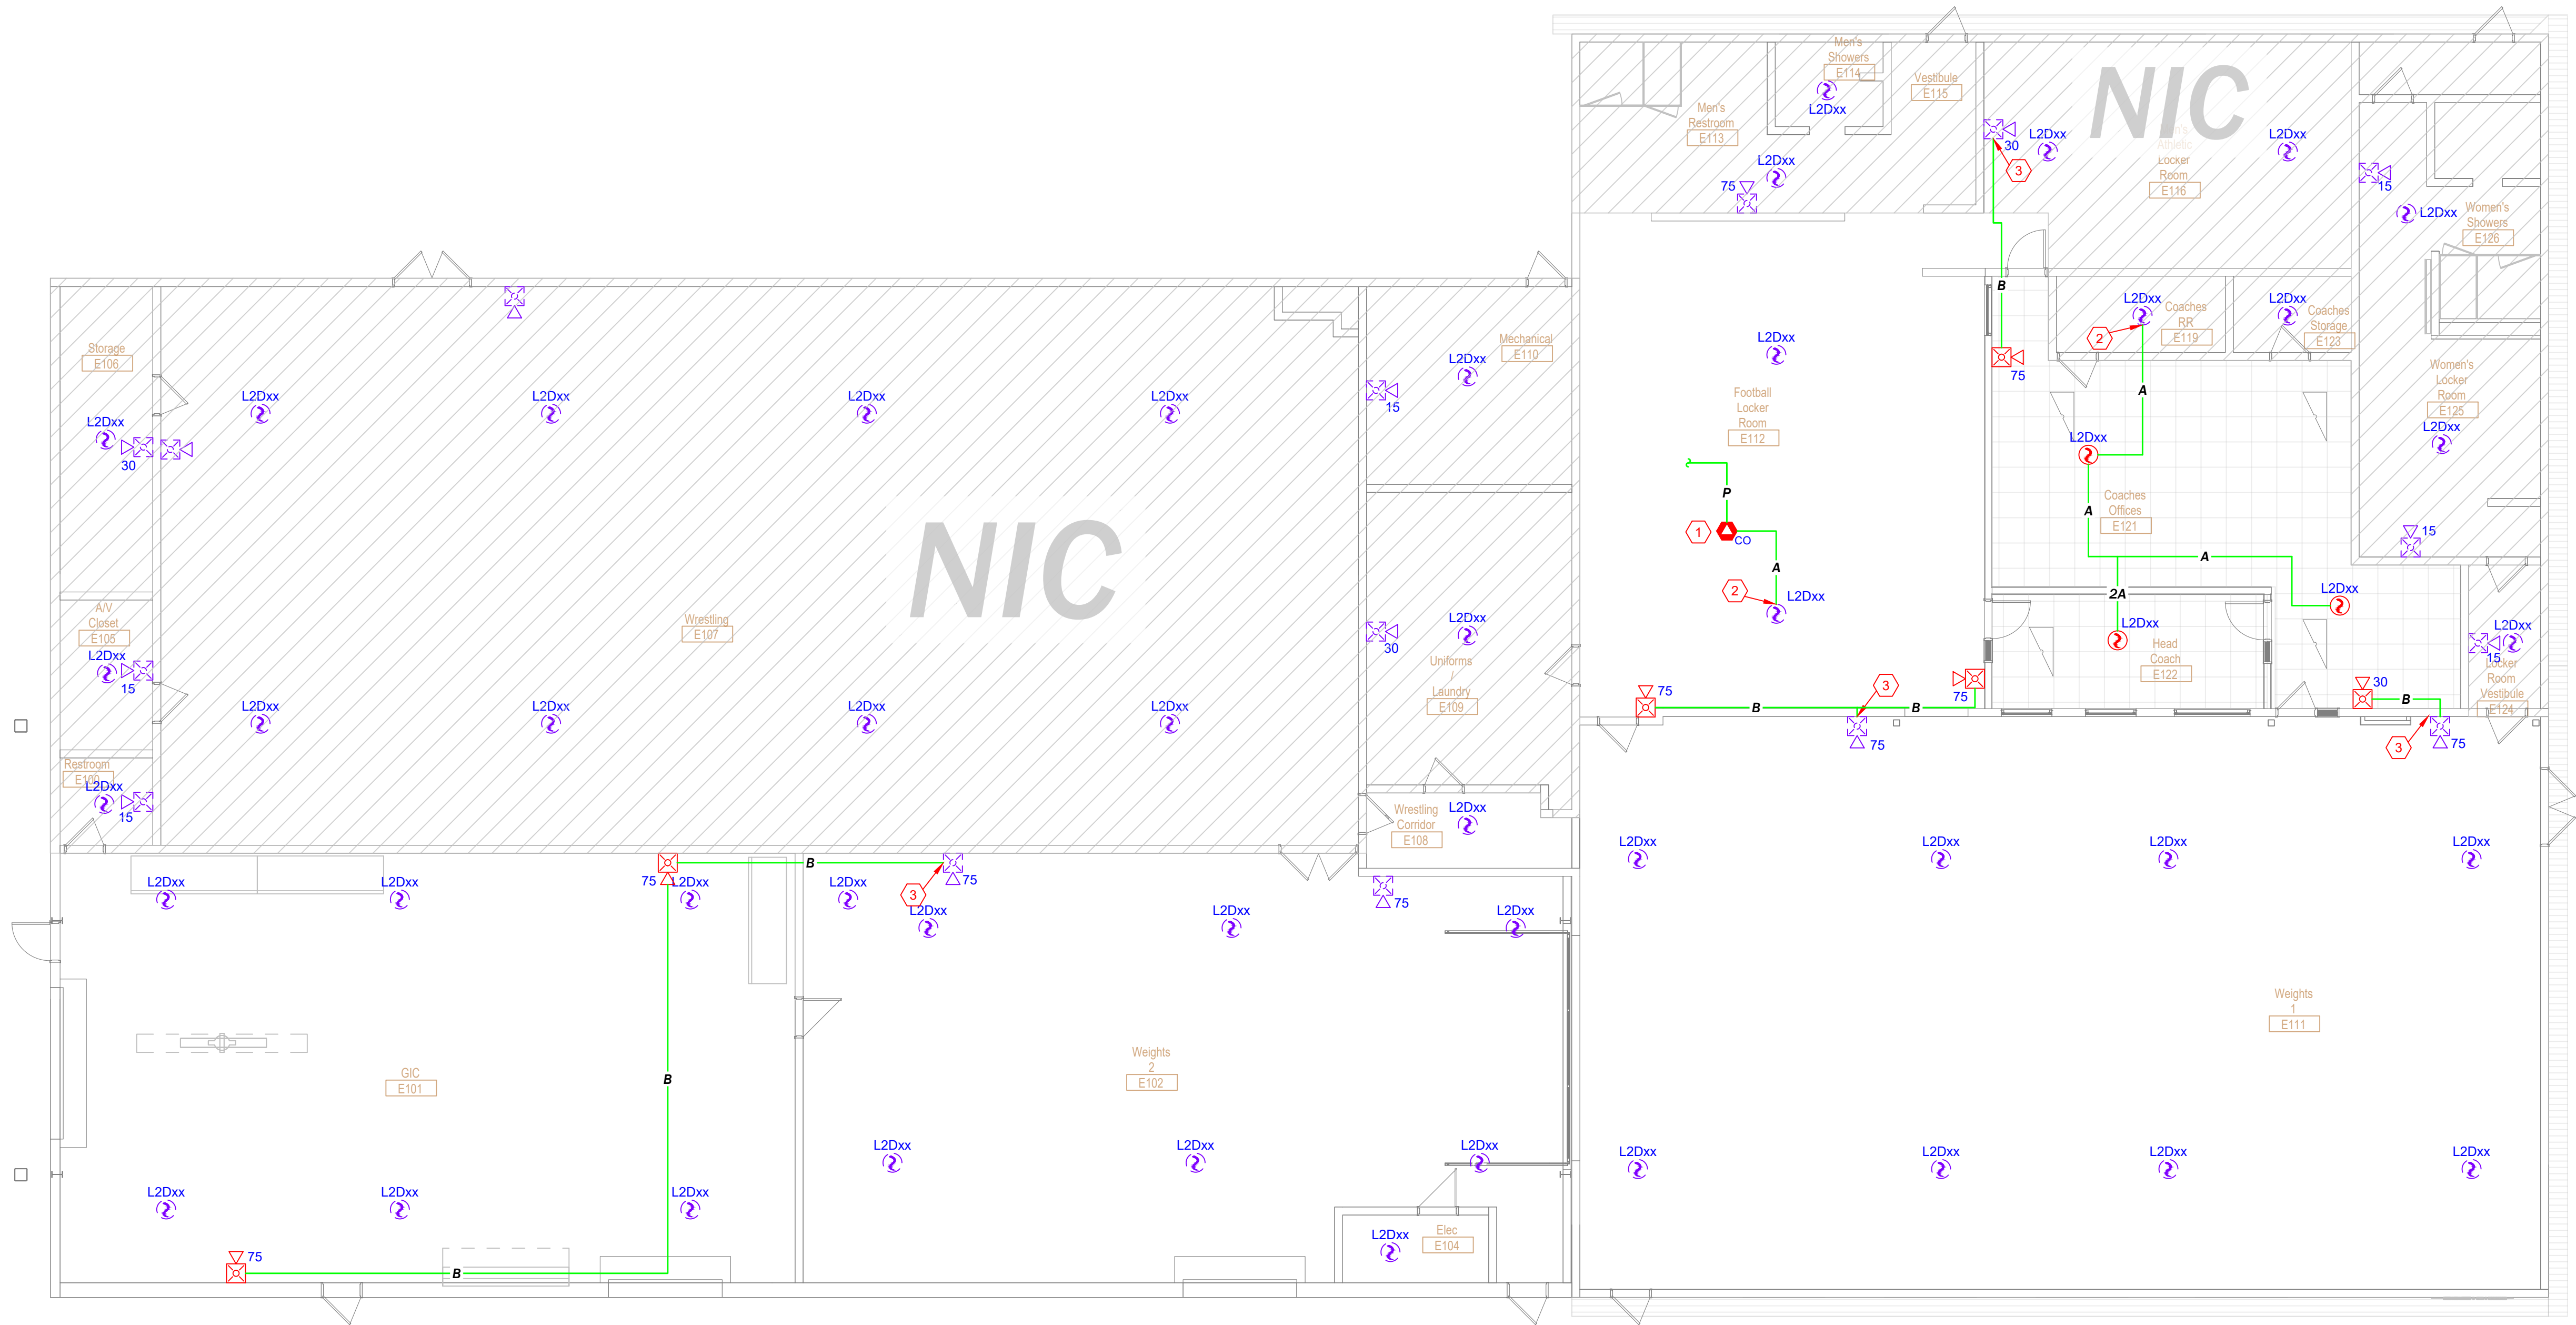 Men's
Showers
E114
Vestibule
E115
Men's
Restroom
E113
L2Dxx
L2Dxx
75
NIC
30
3
L2Dxx
L2Dxx
Athletic
Locker
Room
E116
15
L2Dxx
Women's
Showers
E126
B
75
L2Dxx
2
Coaches
RR
E119
L2Dxx
Coaches
Storage
E123
A
Women's
Locker
Room
E125
L2Dxx
15
Storage
E106
L2Dxx
30
L2Dxx
L2Dxx
L2Dxx
L2Dxx
Mechanical
E110
L2Dxx
15
L2Dxx
Football
Locker
Room
E112
P
1
CO
A
2
L2Dxx
L2Dxx
A
Coaches
Offices
E121
A
2A
L2Dxx
L2Dxx
Head
Coach
E122
L2Dxx
15
Locker
Room
Vestibule
E124
NIC
A/V
Closet
E105
L2Dxx
15
Wrestling
E107
L2Dxx
30
Uniforms
/
Laundry
E109
L2Dxx
L2Dxx
L2Dxx
L2Dxx
75
B
3
B
75
75
30
B
3
75
Restroom
E100
L2Dxx
15
Wrestling
Corridor
E108
L2Dxx
L2Dxx
L2Dxx
L2Dxx
L2Dxx
L2Dxx
L2Dxx
75
L2Dxx
B
L2Dxx
3
75
L2Dxx
L2Dxx
75
L2Dxx
GIC
E101
B
Weights
2
E102
Weights
1
E111
L2Dxx
L2Dxx
L2Dxx
L2Dxx
L2Dxx
L2Dxx
L2Dxx
L2Dxx
L2Dxx
L2Dxx
75
B
L2Dxx
Elec
E104